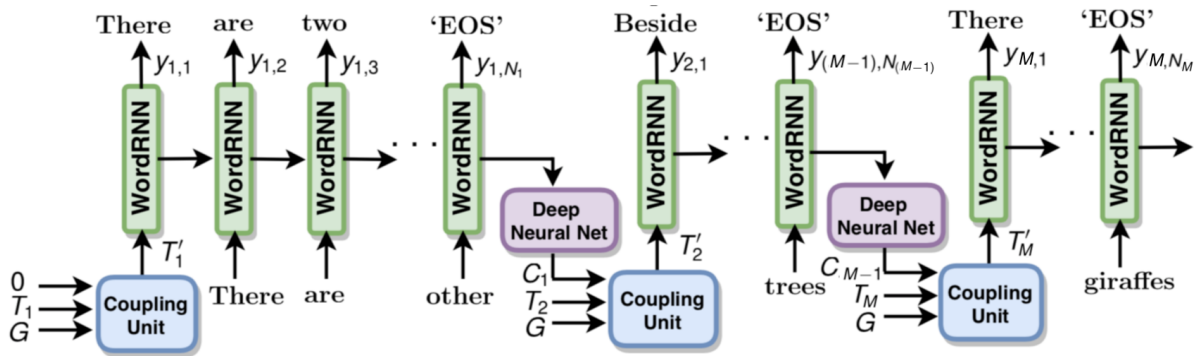 There are two ‘EOS’ Beside ‘EOS’ There ‘EOS’
y1,1 y1,2 y1,3 y1,N1 y2,1 y(M−1),N(M−1) yM,1 yM,NM
WordRNN WordRNN WordRNN . . . WordRNN WordRNN . . . WordRNN WordRNN . . . WordRNN
Deep Neural Net
Deep Neural Net
T′1 T′2 T′M
0
T1
G
Coupling Unit
There are other
C1
T2
G
Coupling Unit
trees
CM−1
TM
G
Coupling Unit
giraffes